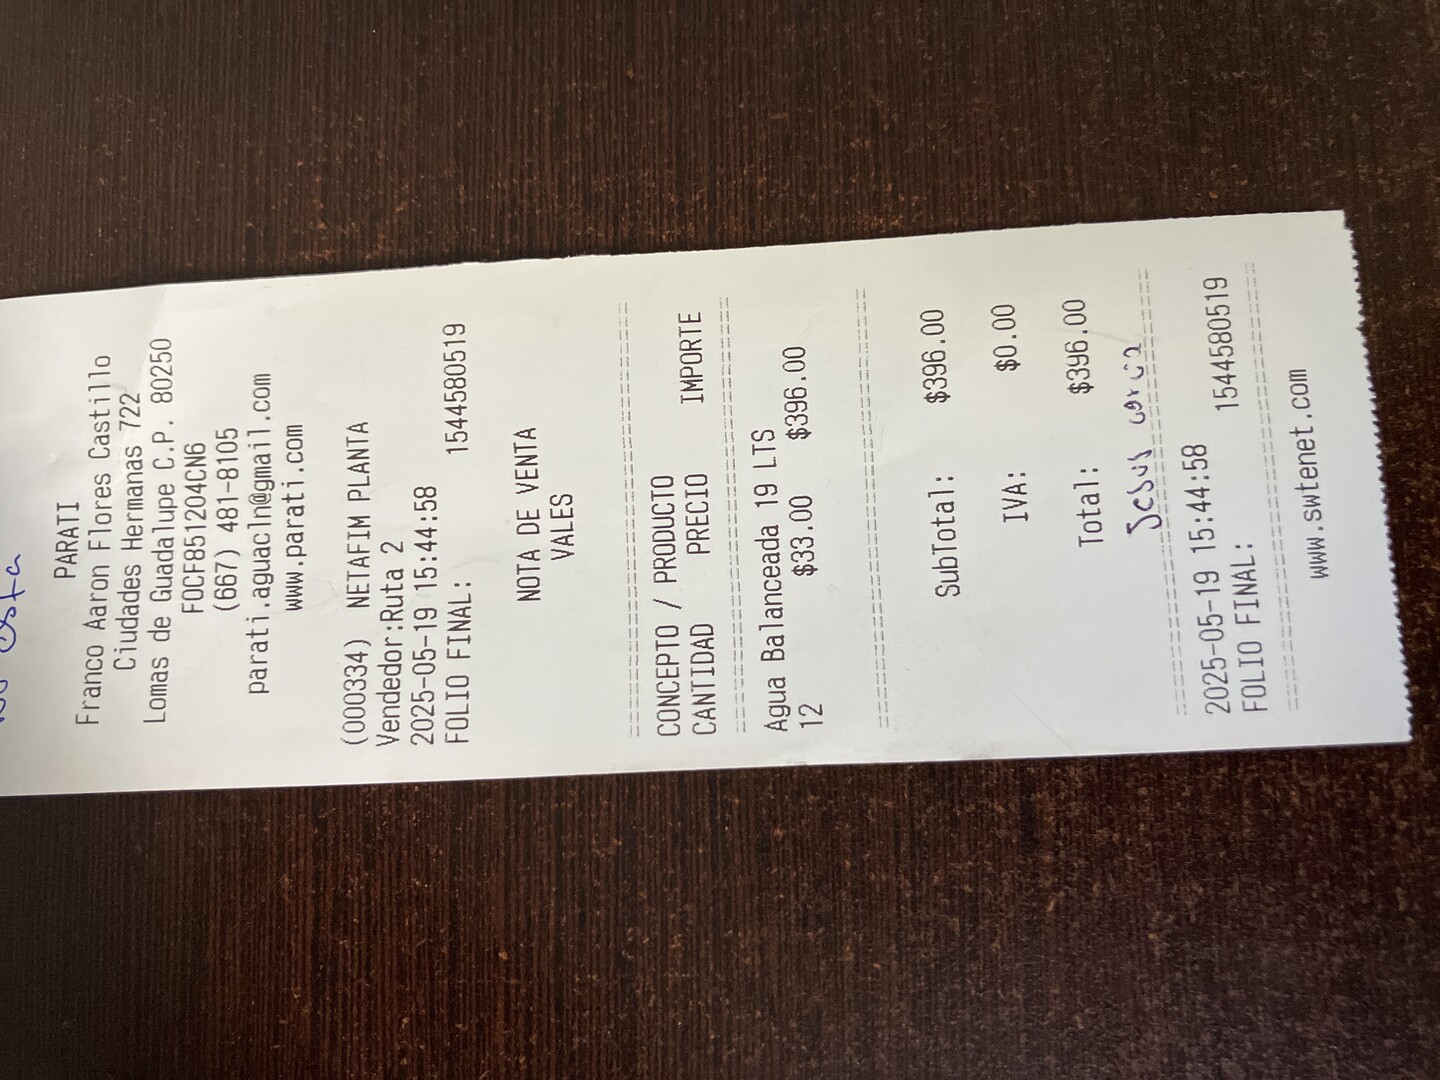 PARATI
Franco Aaron Flores Castillo
Ciudades Hermanas 722
Lomas de Guadalupe C.P. 80250
FOCF851204CN6
(667) 481-8105
parati.aguacln@gmail.com
www.parati.com
(000334) NETAFIM PLANTA
Vendedor:Ruta 2
2025-05-19 15:44:58
FOLIO FINAL: 1544580519
NOTA DE VENTA
VALES
CONCEPTO / PRODUCTO
CANTIDAD PRECIO IMPORTE
Agua Balanceada 19 LTS
12 $33.00 $396.00
SubTotal: $396.00
IVA: $0.00
Total: $396.00
Jesus garcia
2025-05-19 15:44:58
FOLIO FINAL: 1544580519
www.swtenet.com